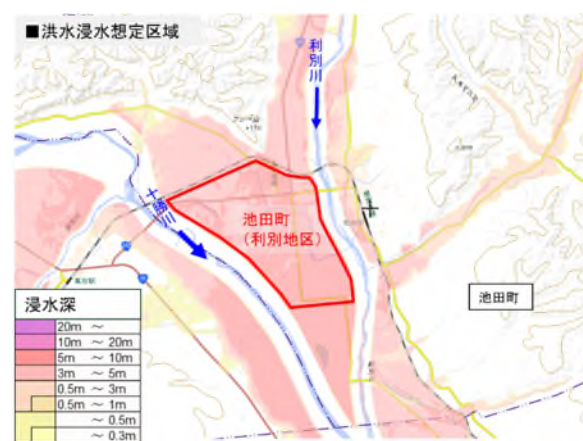 ■洪水浸水想定区域
利別川
十勝川
池田町
(利別地区)
池田町
浸水深
20m ～
10m ～ 20m
5m ～ 10m
3m ～ 5m
0.5m ～ 3m
0.5m ～ 1m
～ 0.5m
～ 0.3m